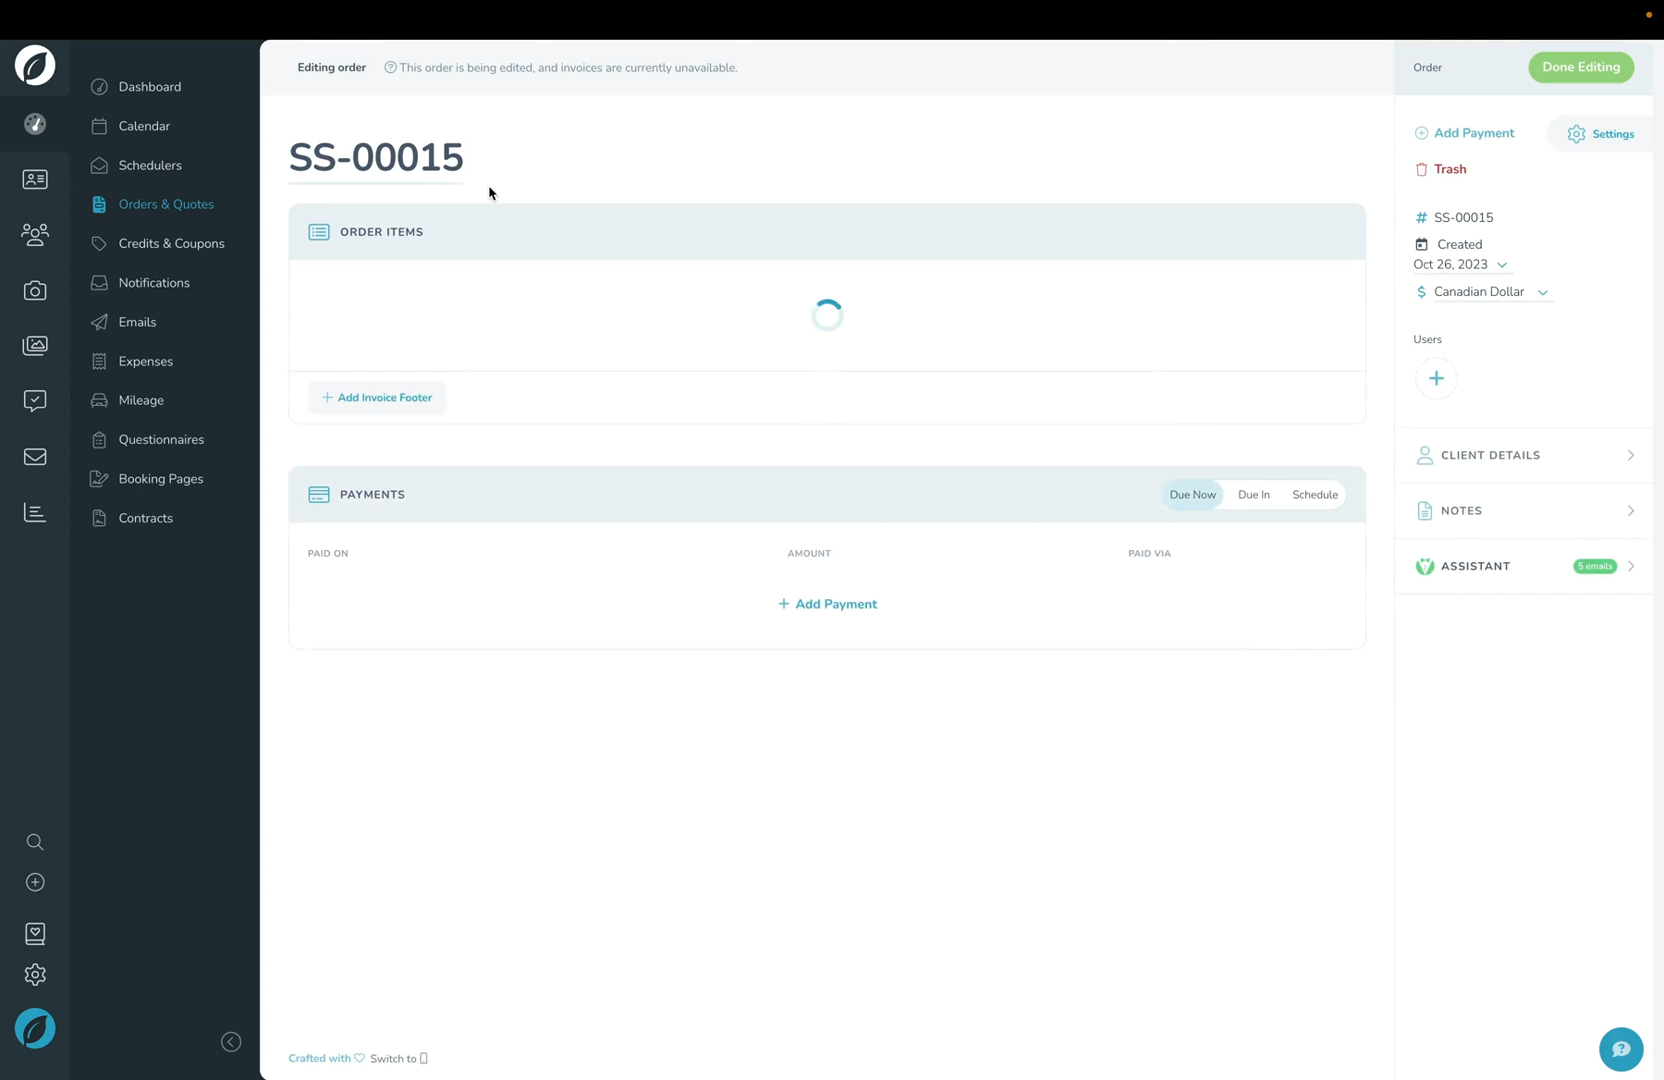 Dashboard
Calendar
Schedulers
Orders & Quotes
Credits & Coupons
Notifications
Emails
Expenses
Mileage
Questionnaires
Booking Pages
Contracts
Editing order
This order is being edited, and invoices are currently unavailable.
SS-00015
ORDER ITEMS
+ Add Invoice Footer
PAYMENTS
Due Now Due In Schedule
PAID ON AMOUNT PAID VIA
+ Add Payment
Crafted with Switch to
Order
Done Editing
Add Payment
Settings
Trash
# SS-00015
Created
Oct 26, 2023
$ Canadian Dollar
Users
+
CLIENT DETAILS
NOTES
ASSISTANT 5 emails